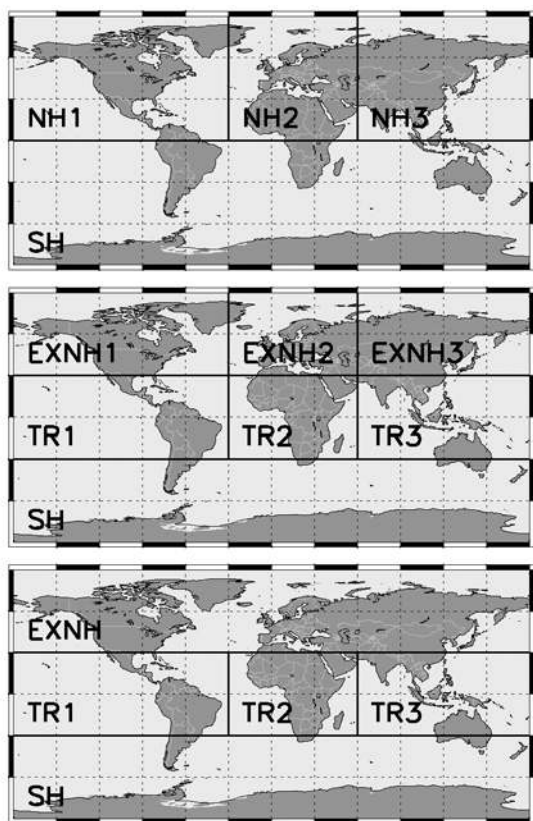 NH1 NH2 NH3
SH
EXNH1 EXNH2 EXNH3
TR1 TR2 TR3
SH
EXNH
TR1 TR2 TR3
SH